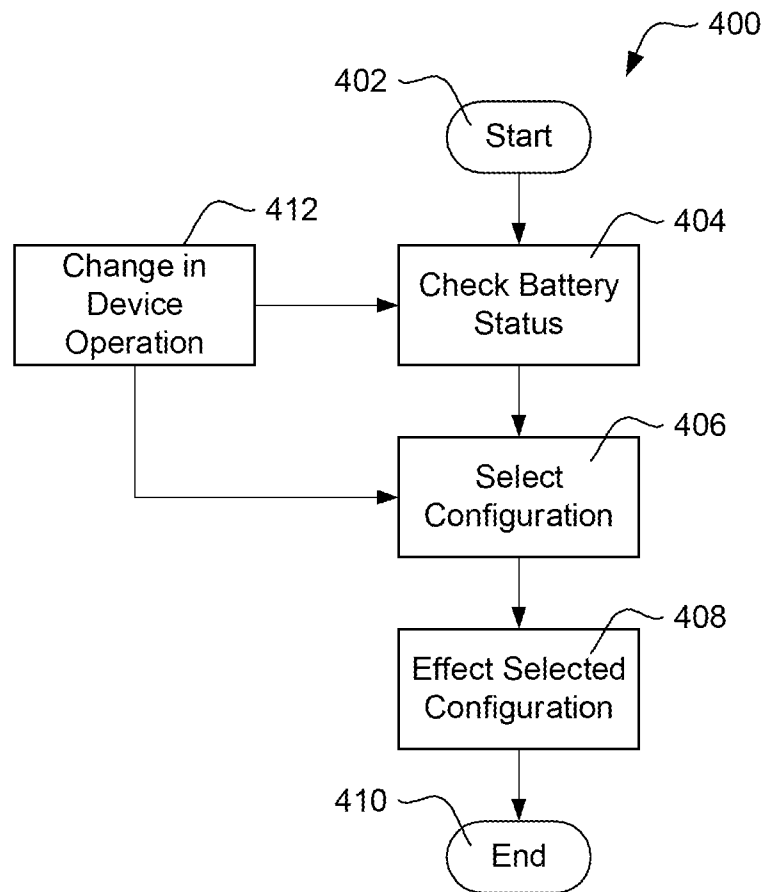 400
402
Start
412
Change in
Device
Operation
404
Check Battery
Status
406
Select
Configuration
408
Effect Selected
Configuration
410
End